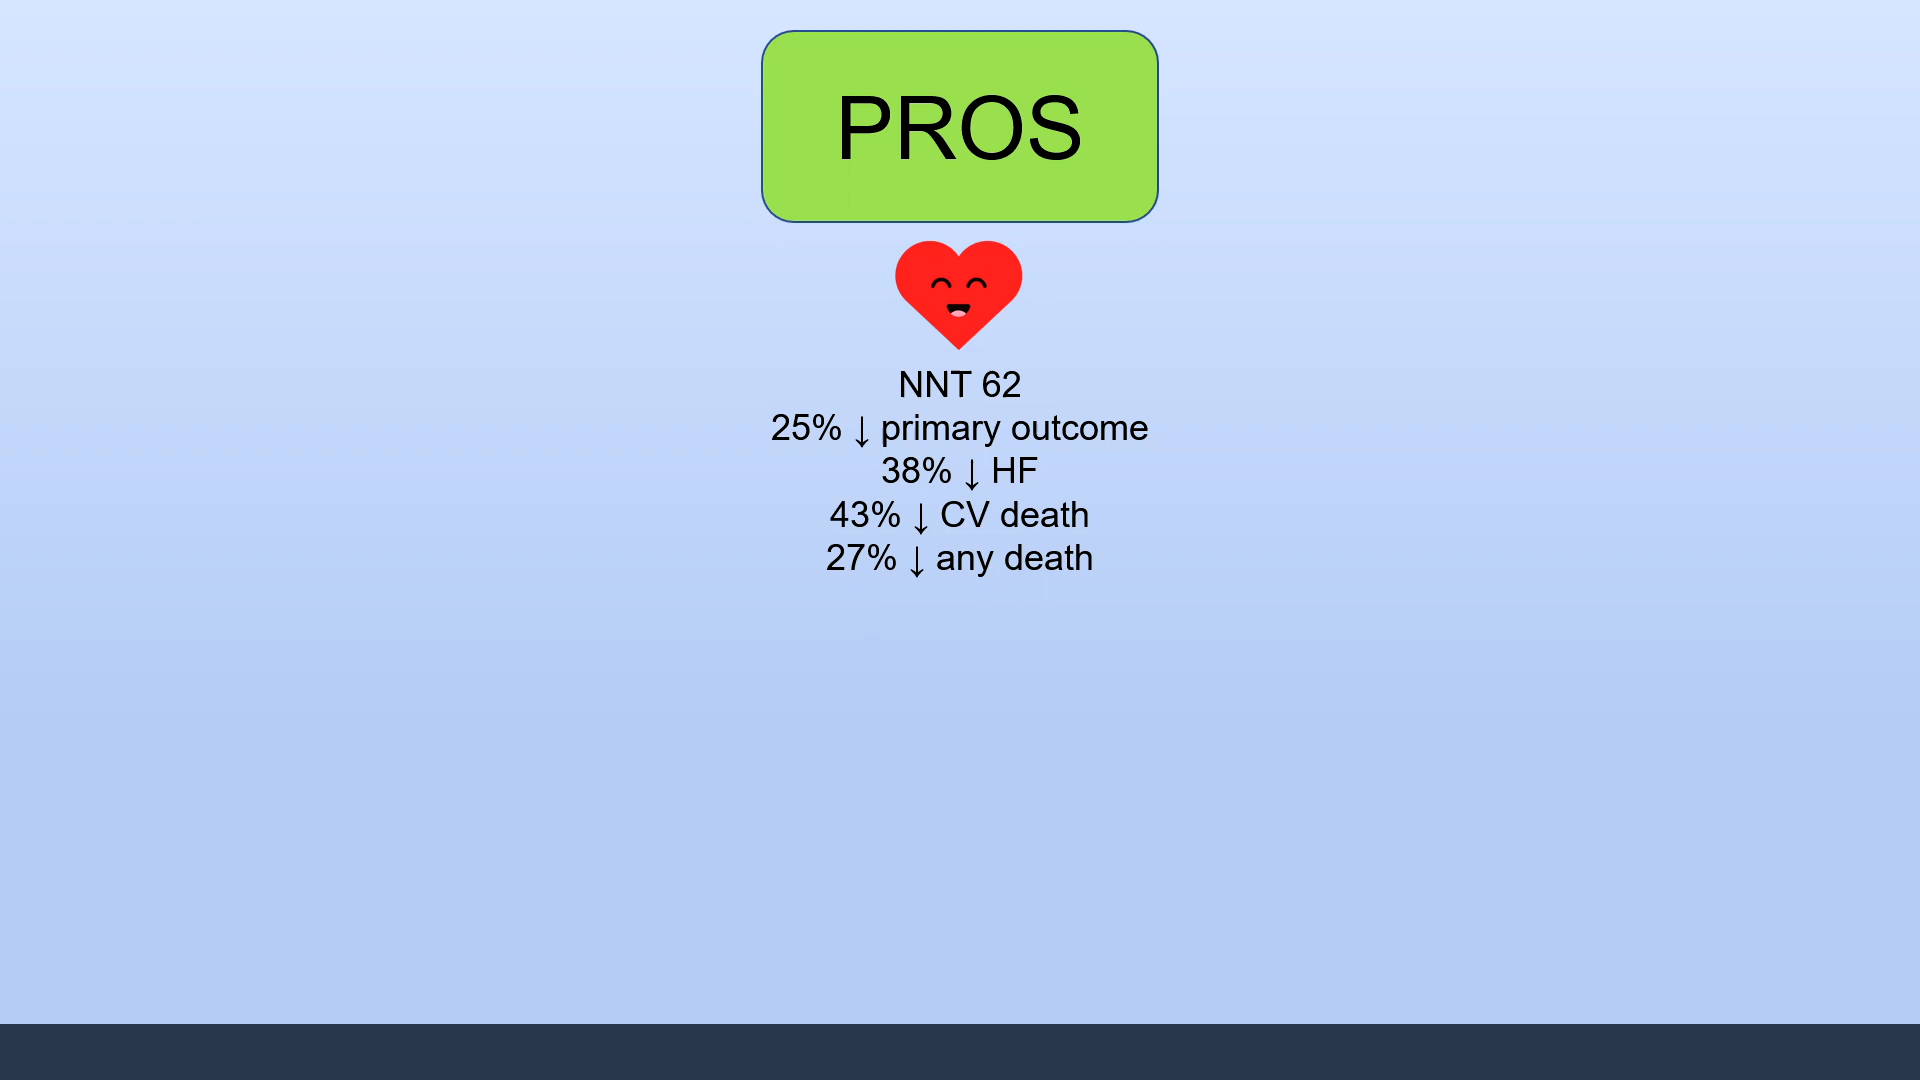 PROS
NNT 62
25% ↓ primary outcome
38% ↓ HF
43% ↓ CV death
27% ↓ any death